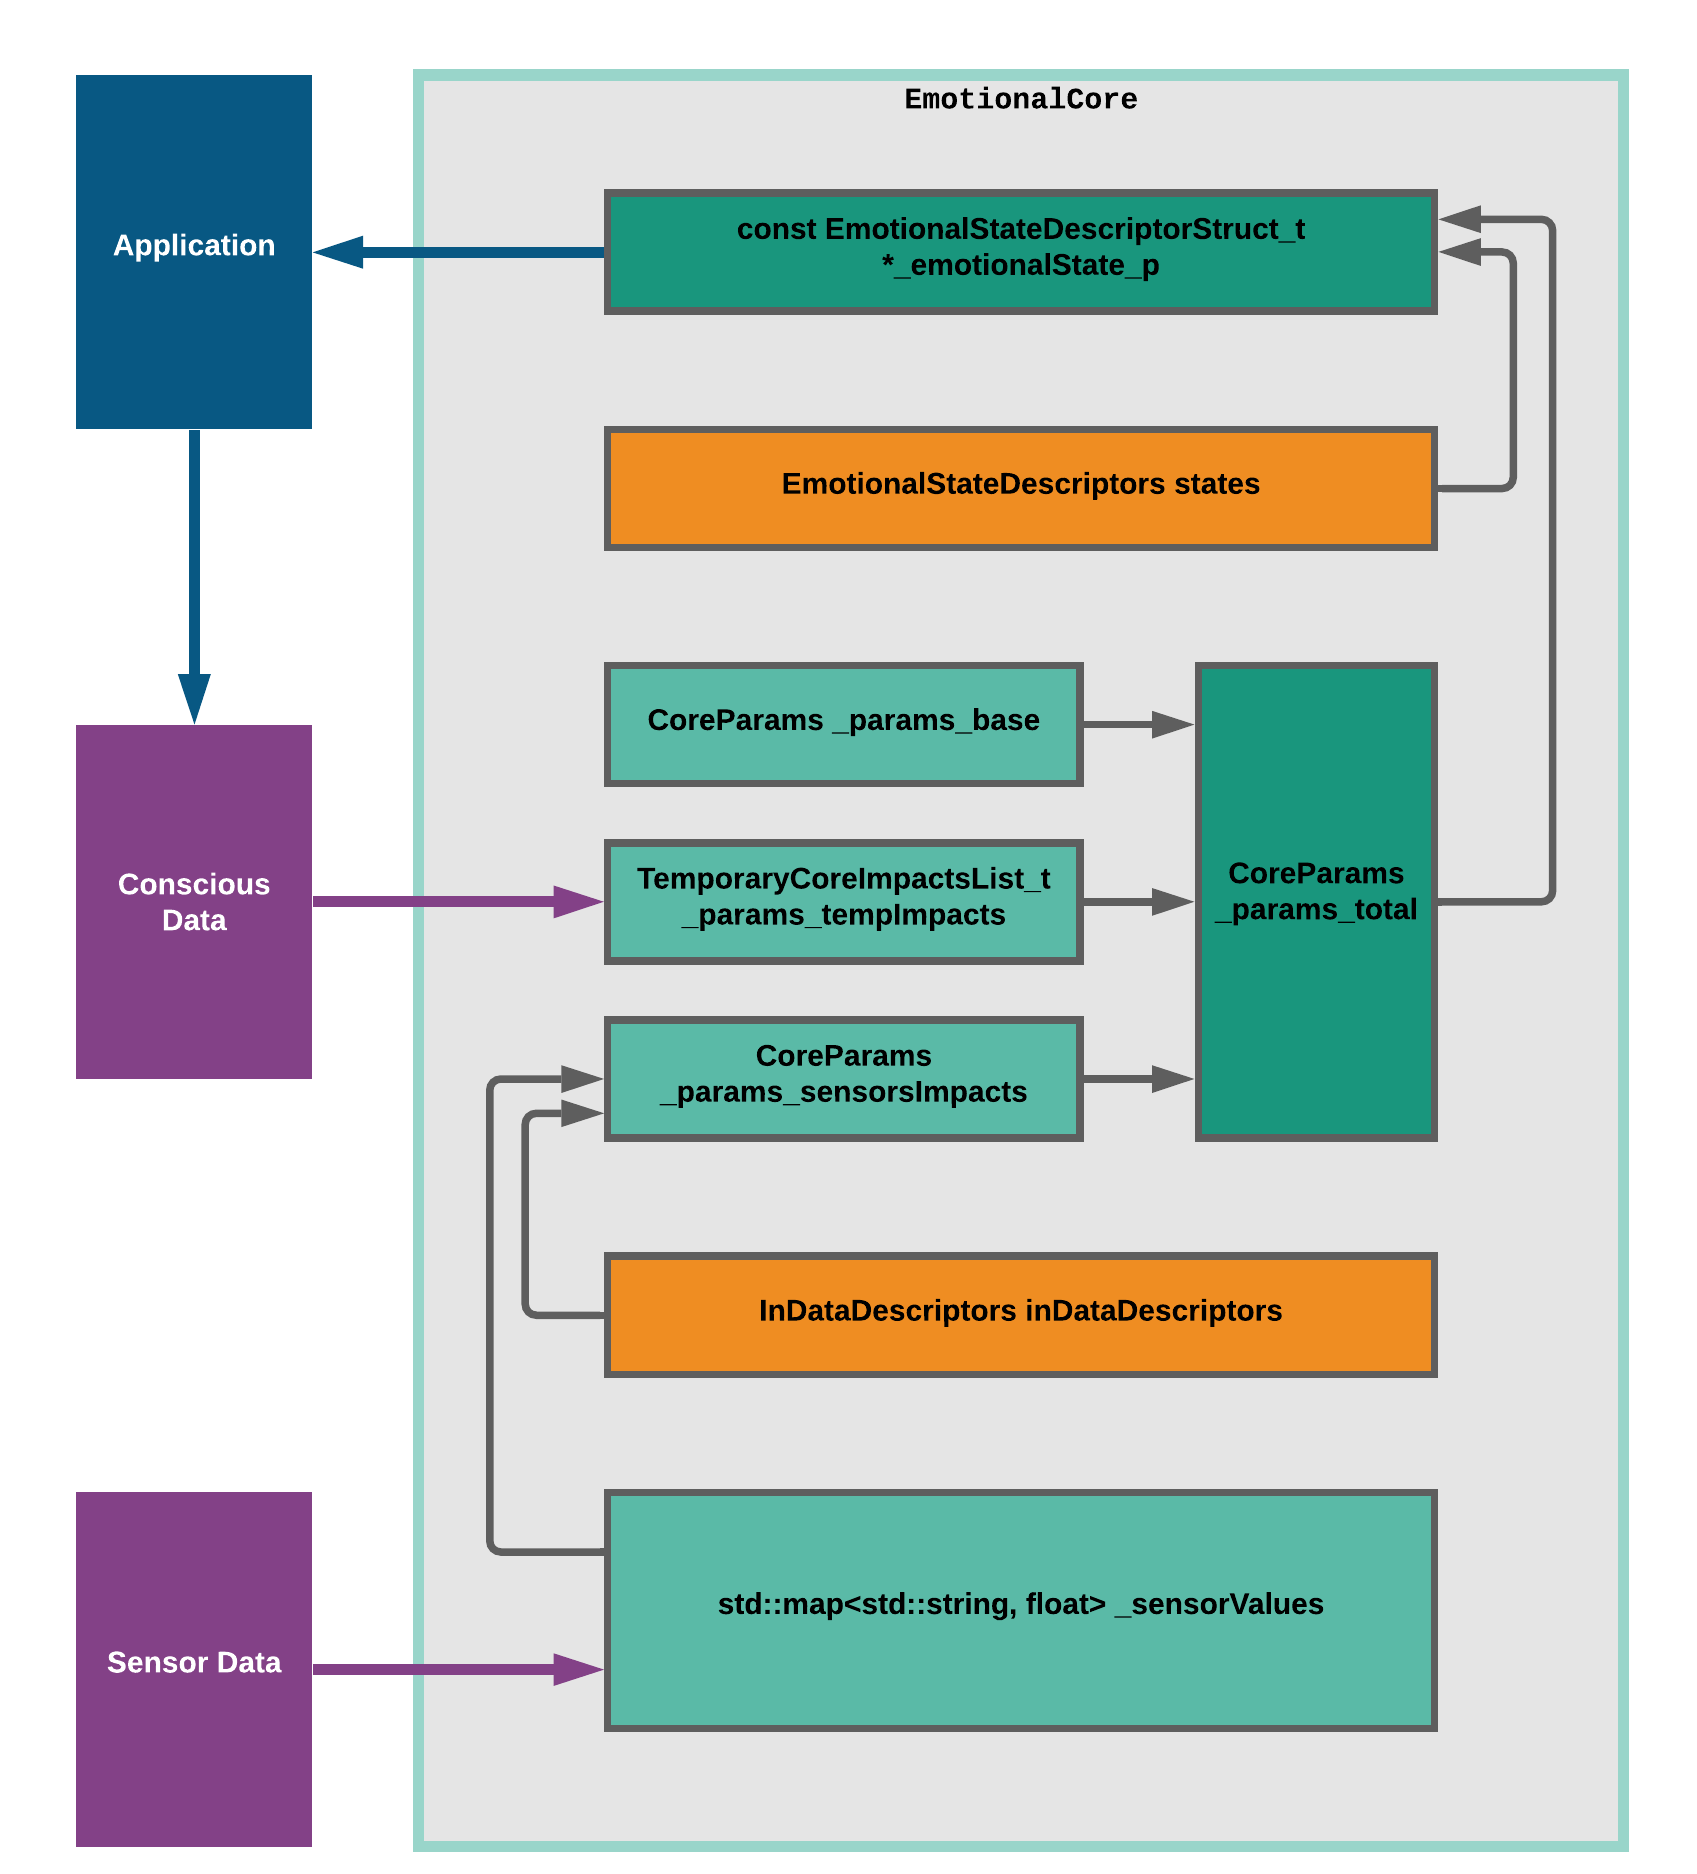 EmotionalCore
Application
const EmotionalStateDescriptorStruct_t
*_emotionalState_p
EmotionalStateDescriptors states
CoreParams _params_base
Conscious
Data
TemporaryCoreImpactsList_t
_params_tempImpacts
CoreParams
_params_total
CoreParams
_params_sensorsImpacts
InDataDescriptors inDataDescriptors
std::map<std::string, float> _sensorValues
Sensor Data